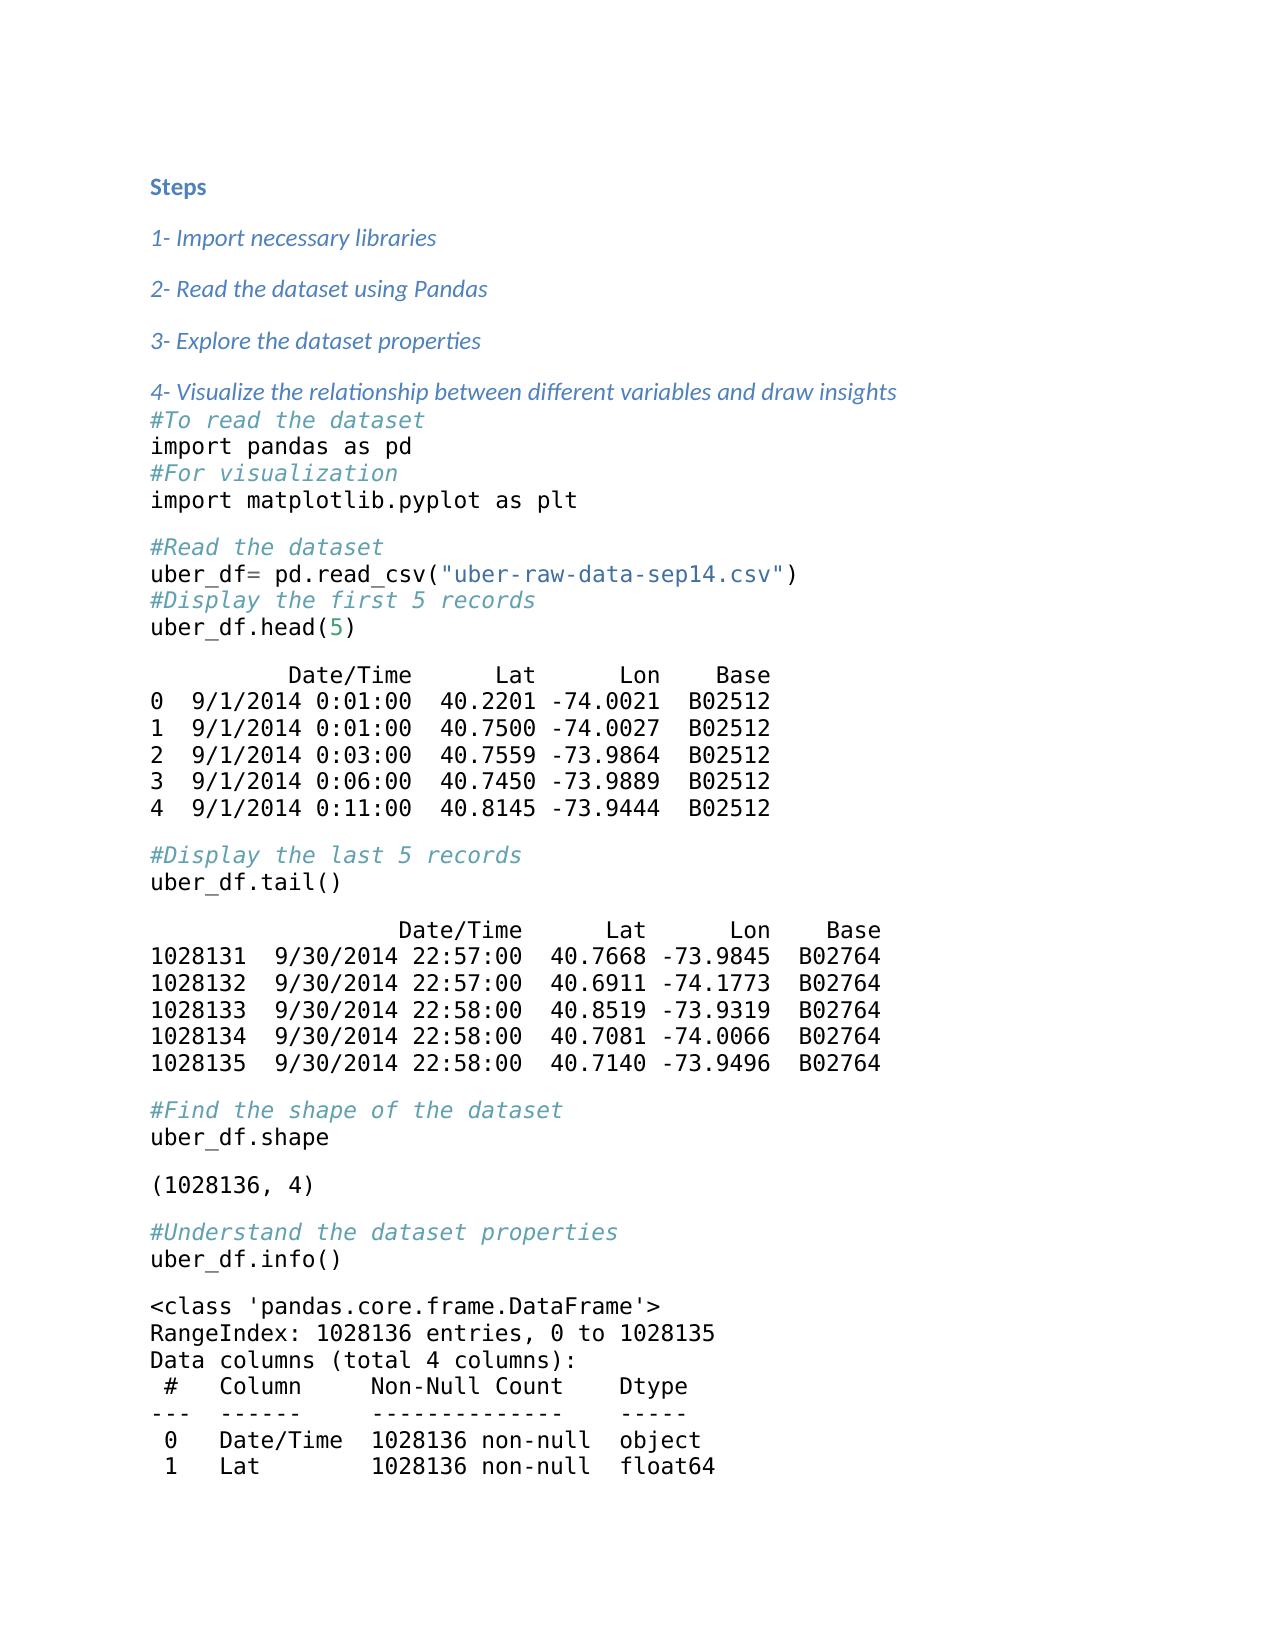 Steps
1- Import necessary libraries
2- Read the dataset using Pandas
3- Explore the dataset properties
4- Visualize the relationship between different variables and draw insights
#To read the dataset
import pandas as pd
#For visualization
import matplotlib.pyplot as plt
#Read the dataset
uber_df= pd.read_csv("uber-raw-data-sep14.csv")
#Display the first 5 records
uber_df.head(5)
           Date/Time      Lat      Lon    Base
0  9/1/2014 0:01:00  40.2201 -74.0021  B02512
1  9/1/2014 0:01:00  40.7500 -74.0027  B02512
2  9/1/2014 0:03:00  40.7559 -73.9864  B02512
3  9/1/2014 0:06:00  40.7450 -73.9889  B02512
4  9/1/2014 0:11:00  40.8145 -73.9444  B02512
#Display the last 5 records
uber_df.tail()
                  Date/Time      Lat      Lon    Base
1028131  9/30/2014 22:57:00  40.7668 -73.9845  B02764
1028132  9/30/2014 22:57:00  40.6911 -74.1773  B02764
1028133  9/30/2014 22:58:00  40.8519 -73.9319  B02764
1028134  9/30/2014 22:58:00  40.7081 -74.0066  B02764
1028135  9/30/2014 22:58:00  40.7140 -73.9496  B02764
#Find the shape of the dataset
uber_df.shape
(1028136, 4)
#Understand the dataset properties
uber_df.info()
<class 'pandas.core.frame.DataFrame'>
RangeIndex: 1028136 entries, 0 to 1028135
Data columns (total 4 columns):
 #   Column     Non-Null Count    Dtype
---  ------     --------------    -----
 0   Date/Time  1028136 non-null  object
 1   Lat        1028136 non-null  float64